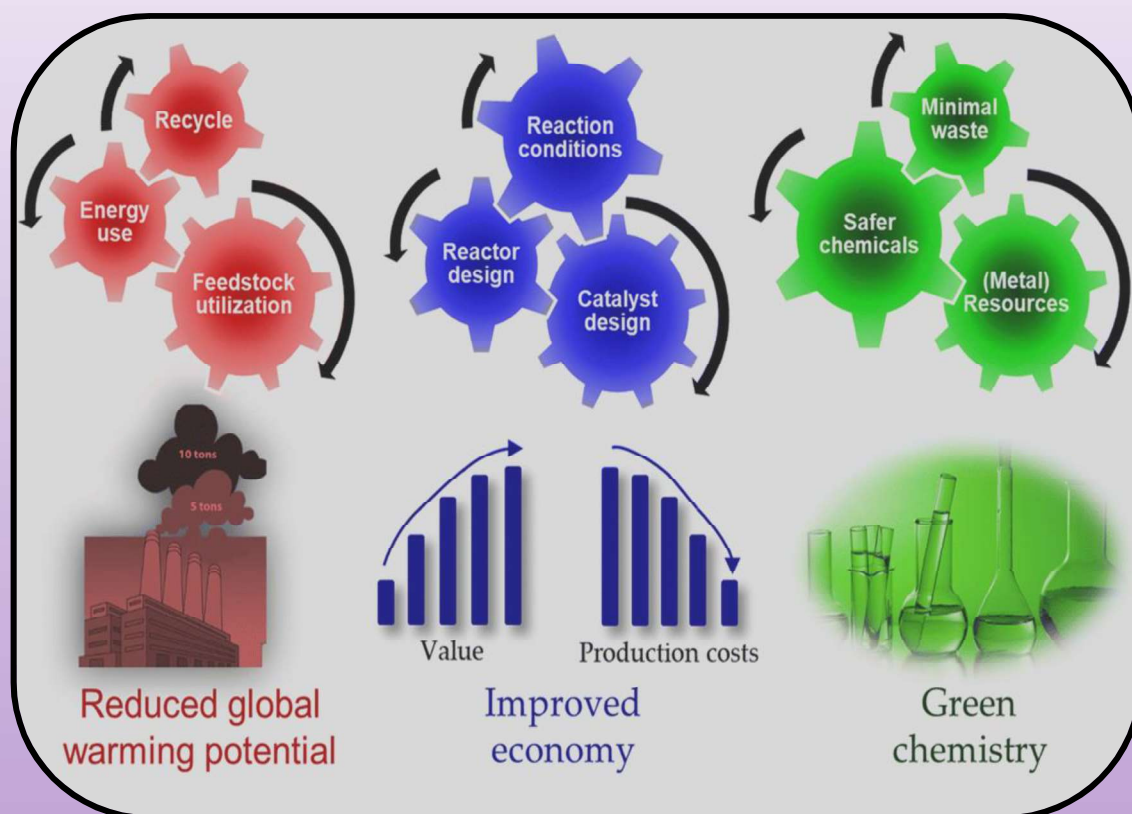 Recycle
Energy
use
Feedstock
utilization
10 tons
5 tons
Reduced global
warming potential
Reaction
conditions
Reactor
design
Catalyst
design
Value
Production costs
Improved
economy
Minimal
waste
Safer
chemicals
(Metal)
Resources
Green
chemistry